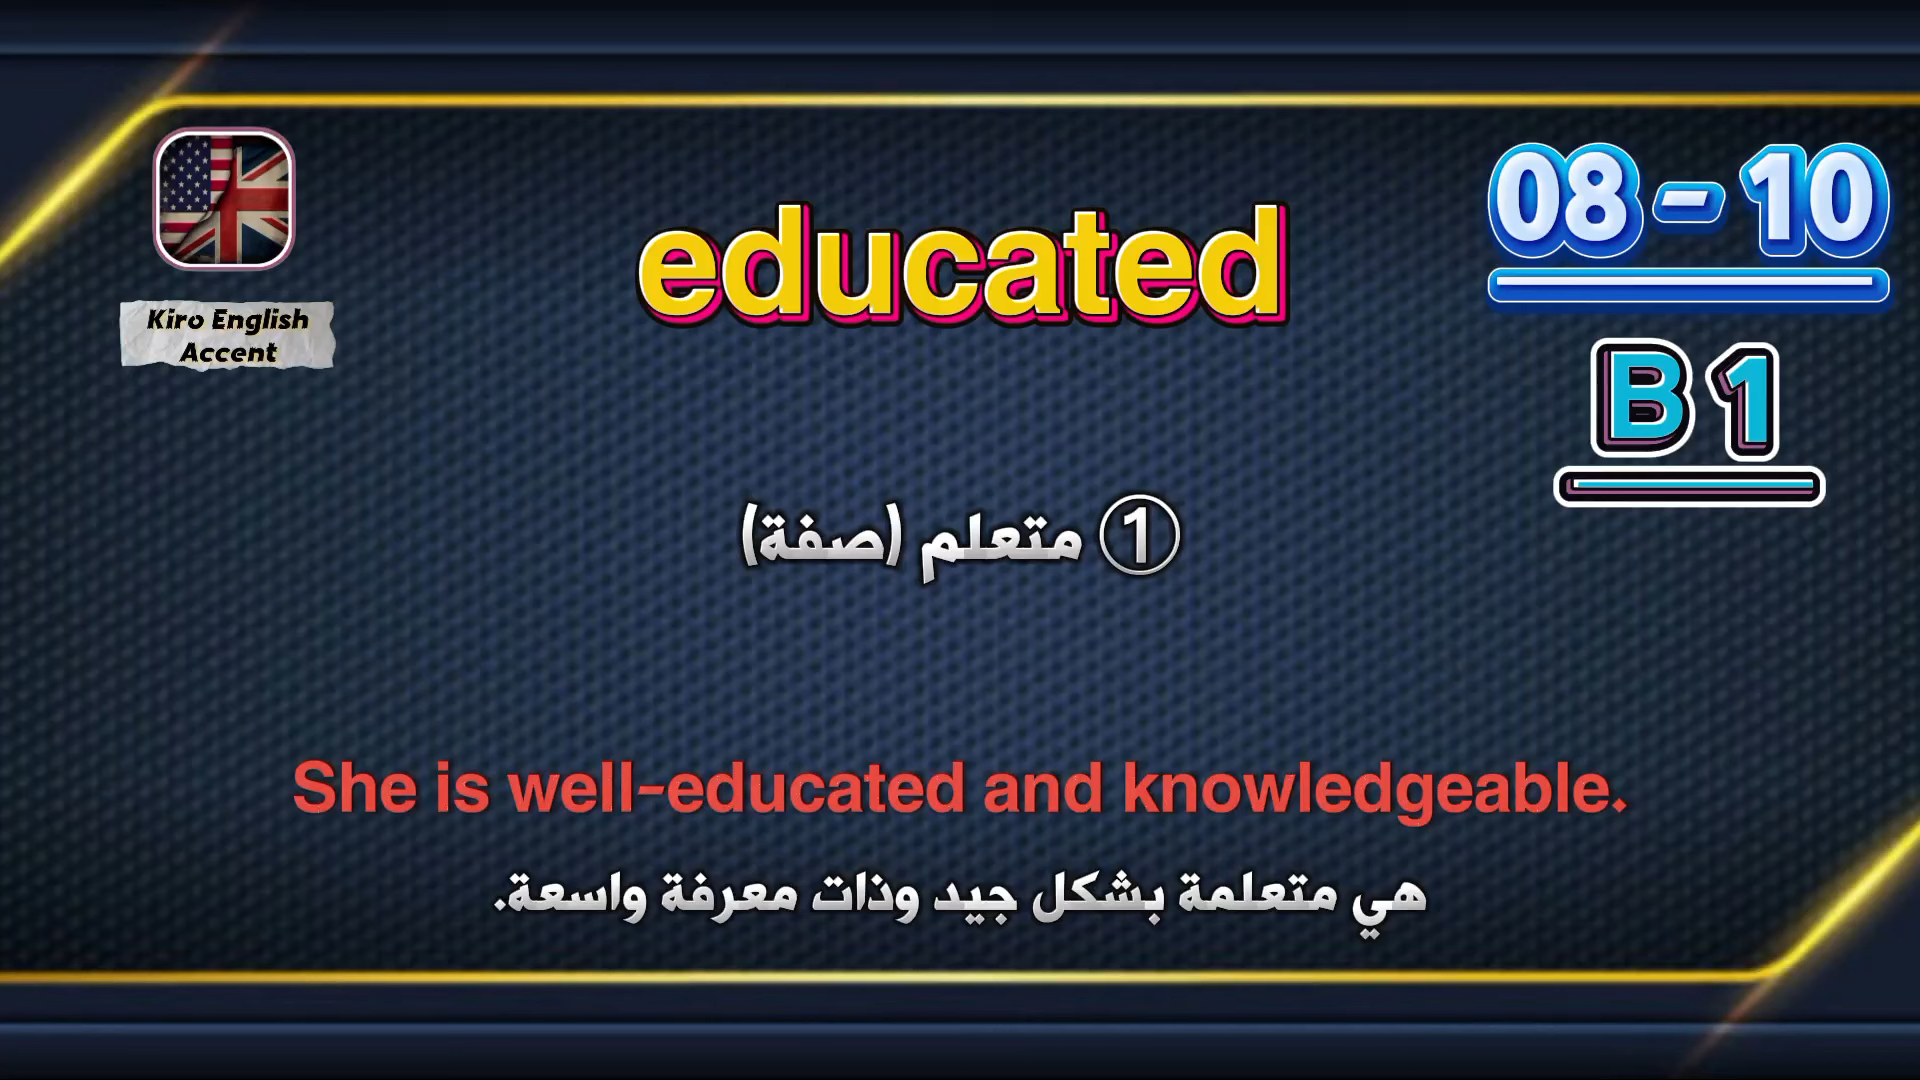 Kiro English
Accent
educated
08 - 10
B1
① متعلم (صفة)
She is well-educated and knowledgeable.
هي متعلمة بشكل جيد وذات معرفة واسعة.